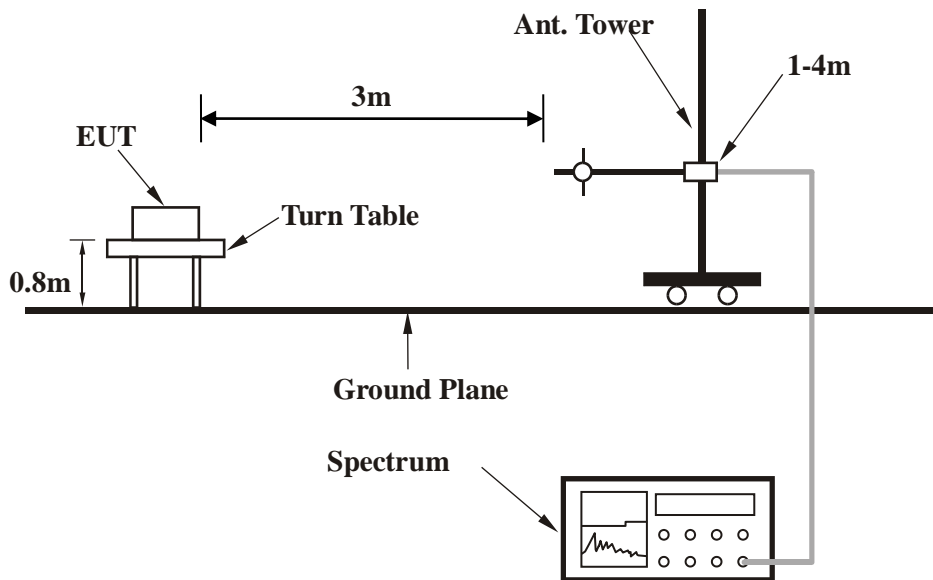 Ant. Tower
1-4m
3m
EUT
Turn Table
0.8m
Ground Plane
Spectrum